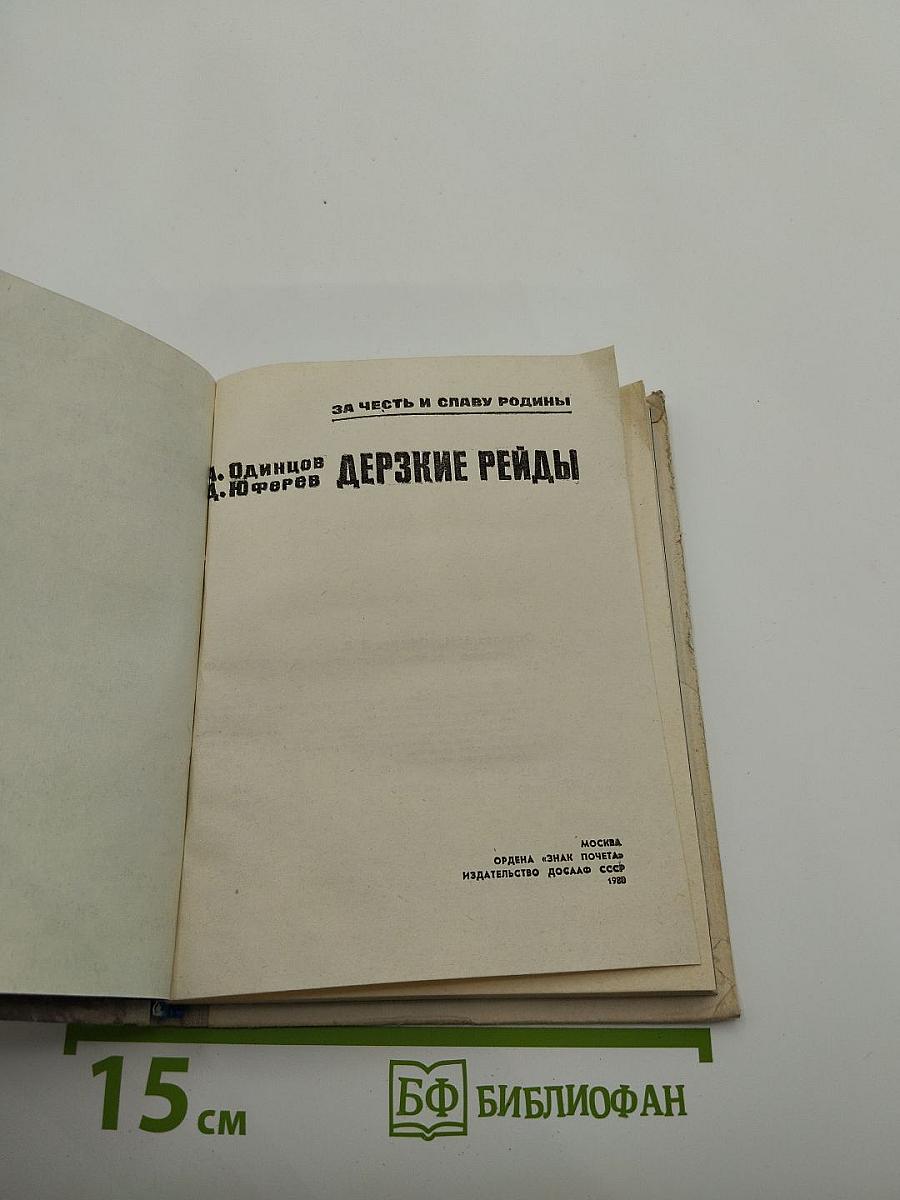 ЗА ЧЕСТЬ И СЛАВУ РОДИНЫ
А. Одинцов
Д. Юферев
ДЕРЗКИЕ РЕЙДЫ
МОСКВА
ОРДЕНА «ЗНАК ПОЧЕТА»
ИЗДАТЕЛЬСТВО ДОСААФ СССР
1980
15 см
БФ БИБЛИОФАН